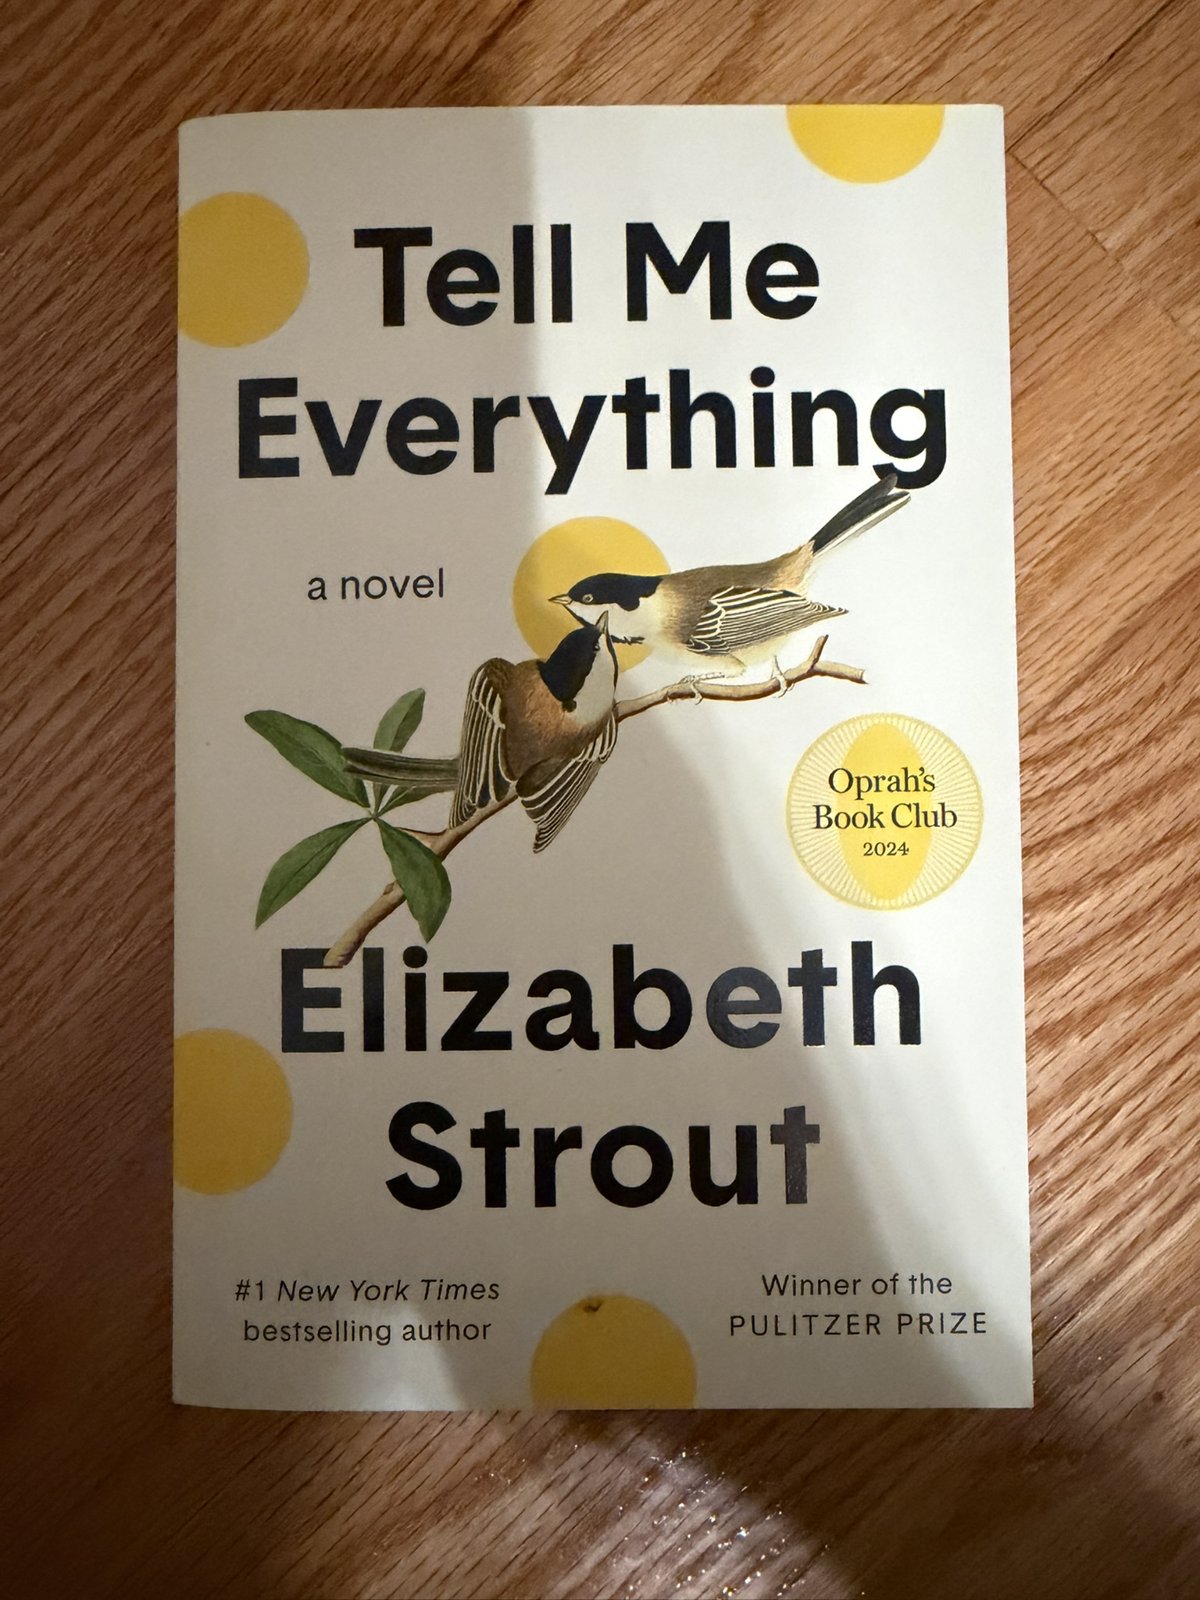 Tell Me
Everything
a novel
Oprah's
Book Club
2024
Elizabeth
Strout
#1 New York Times
bestselling author
Winner of the
PULITZER PRIZE